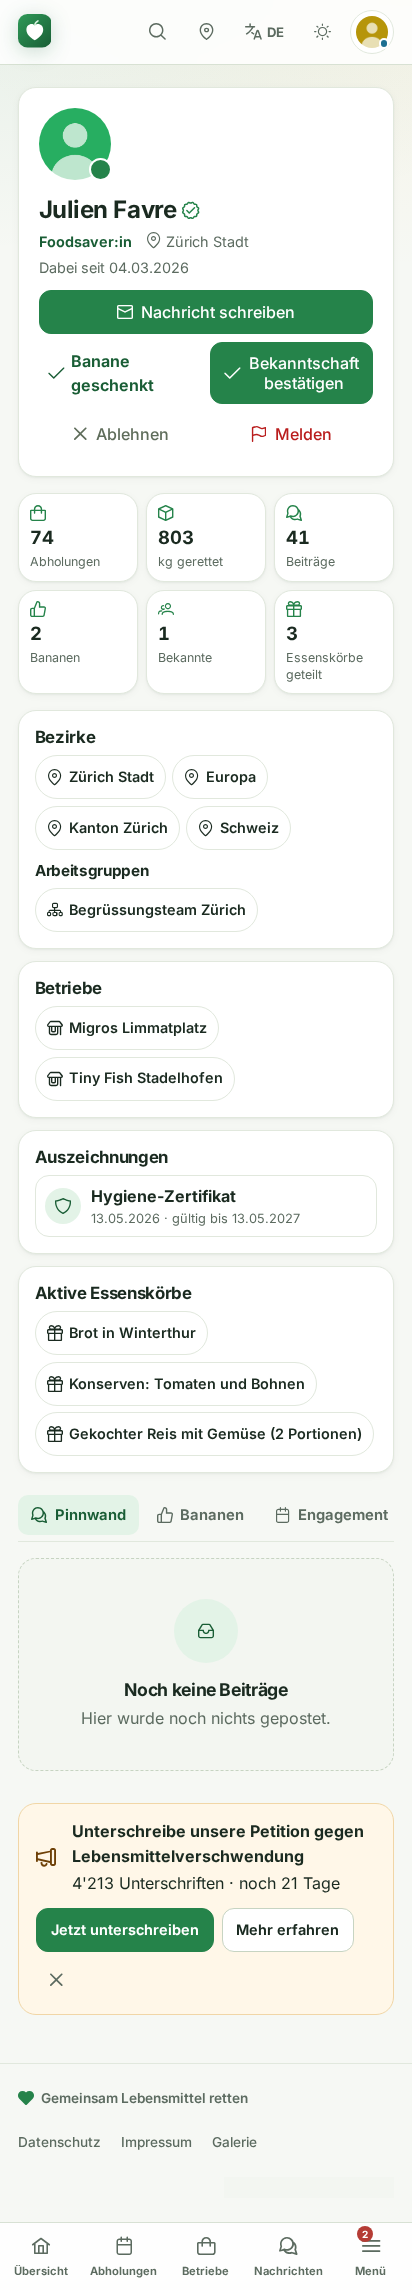 DE
Julien Favre
Foodsaver:in Zürich Stadt
Dabei seit 04.03.2026
Nachricht schreiben
Banane
geschenkt
Bekanntschaft
bestätigen
Ablehnen
Melden
74
Abholungen
803
kg gerettet
41
Beiträge
2
Bananen
1
Bekannte
3
Essenskörbe
geteilt
Bezirke
Zürich Stadt
Europa
Kanton Zürich
Schweiz
Arbeitsgruppen
Begrüssungsteam Zürich
Betriebe
Migros Limmatplatz
Tiny Fish Stadelhofen
Auszeichnungen
Hygiene-Zertifikat
13.05.2026 · gültig bis 13.05.2027
Aktive Essenskörbe
Brot in Winterthur
Konserven: Tomaten und Bohnen
Gekochter Reis mit Gemüse (2 Portionen)
Pinnwand
Bananen
Engagement
Noch keine Beiträge
Hier wurde noch nichts gepostet.
Unterschreibe unsere Petition gegen
Lebensmittelverschwendung
4'213 Unterschriften · noch 21 Tage
Jetzt unterschreiben
Mehr erfahren
Gemeinsam Lebensmittel retten
Datenschutz
Impressum
Galerie
Übersicht
Abholungen
Betriebe
Nachrichten
2
Menü